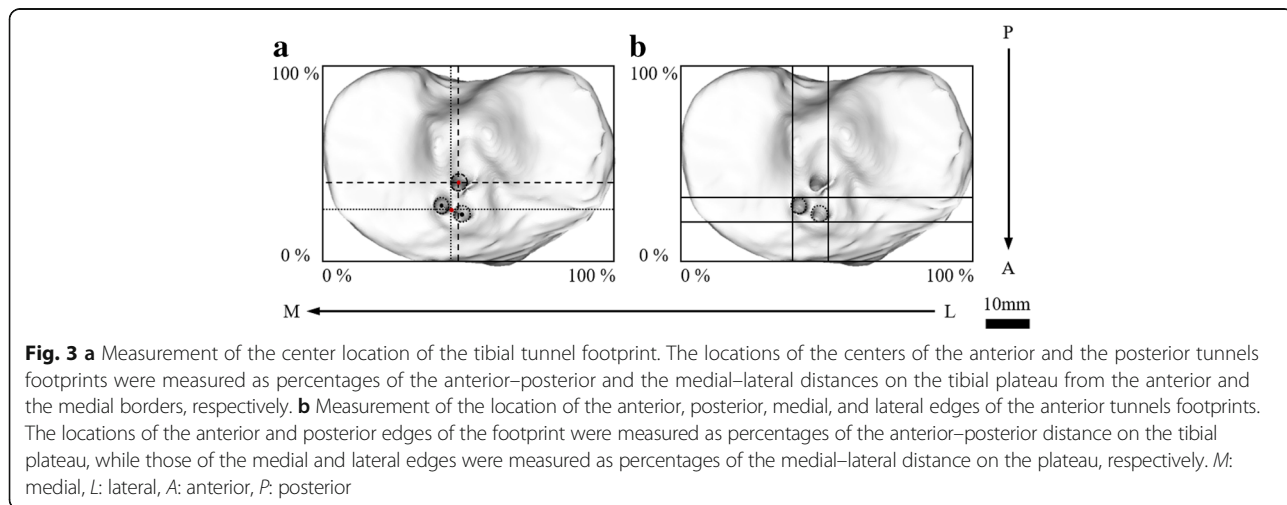 a b P
100 % 100 %
0 % 0 % A
0 % 100 % 0 % 100 %
M L 10mm
Fig. 3 a Measurement of the center location of the tibial tunnel footprint. The locations of the centers of the anterior and the posterior tunnels
footprints were measured as percentages of the anterior–posterior and the medial–lateral distances on the tibial plateau from the anterior and
the medial borders, respectively. b Measurement of the location of the anterior, posterior, medial, and lateral edges of the anterior tunnels footprints.
The locations of the anterior and posterior edges of the footprint were measured as percentages of the anterior–posterior distance on the tibial
plateau, while those of the medial and lateral edges were measured as percentages of the medial–lateral distance on the plateau, respectively. M:
medial, L: lateral, A: anterior, P: posterior